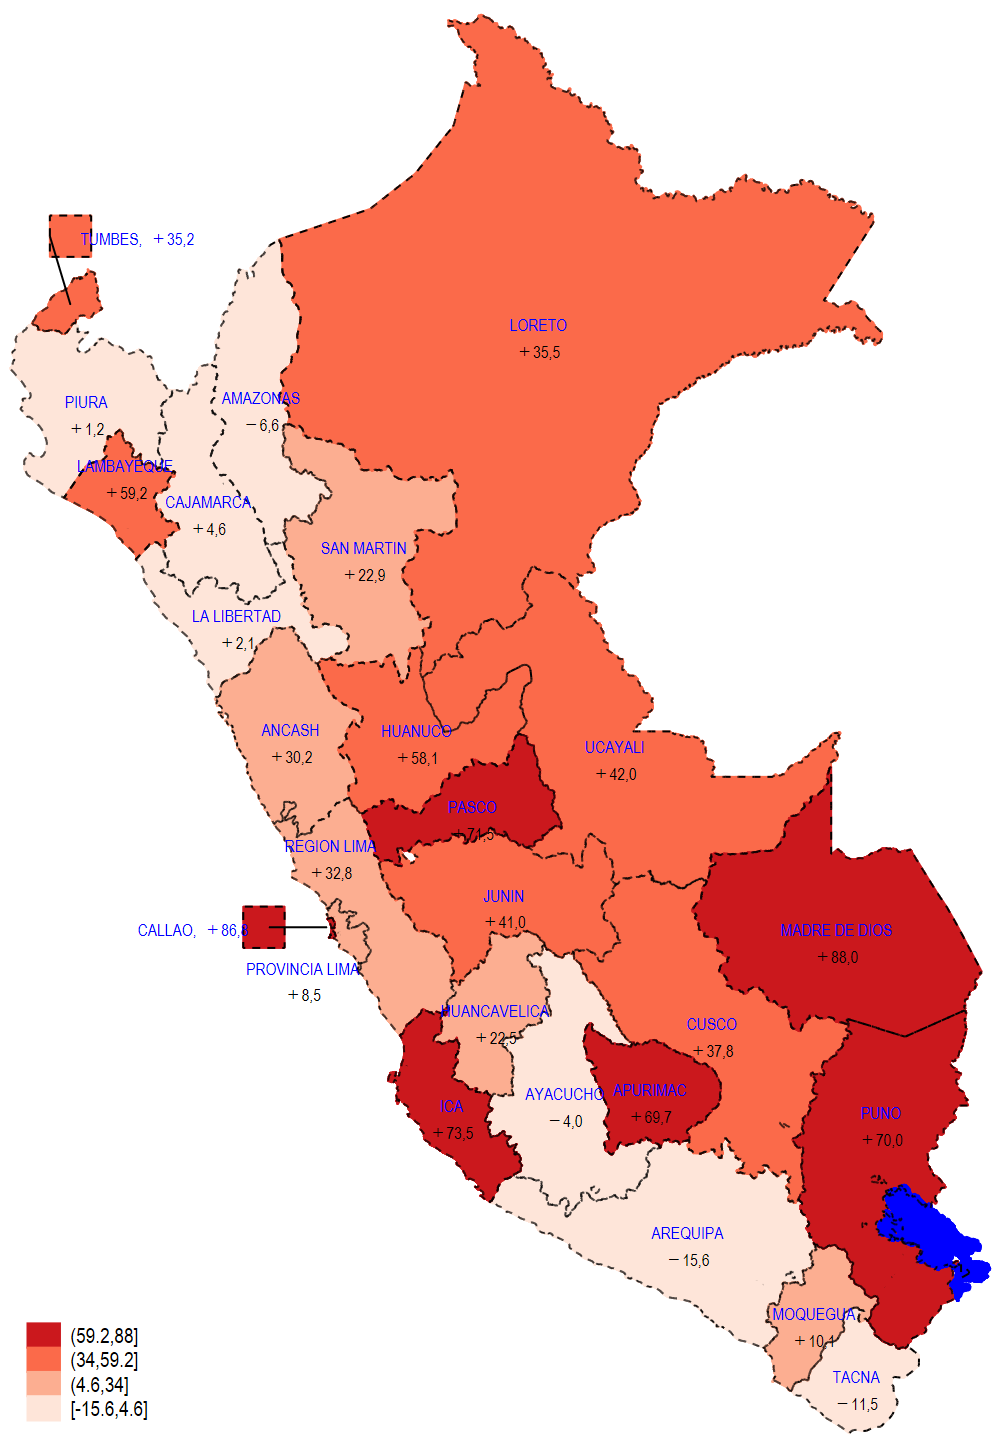 TUMBES, +35,2
LORETO
+35,5
PIURA
+1,2
AMAZONAS
−6,6
LAMBAYEQUE
+59,2
CAJAMARCA
+4,6
SAN MARTIN
+22,9
LA LIBERTAD
+2,1
ANCASH
+30,2
HUANUCO
+58,1
UCAYALI
+42,0
PASCO
+71,5
REGION LIMA
+32,8
JUNIN
+41,0
CALLAO, +86,8
MADRE DE DIOS
+88,0
PROVINCIA LIMA
+8,5
HUANCAVELICA
+22,5
CUSCO
+37,8
ICA
+73,5
AYACUCHO
−4,0
APURIMAC
+69,7
PUNO
+70,0
AREQUIPA
−15,6
MOQUEGUA
+10,1
TACNA
−11,5
(59.2,88]
(34,59.2]
(4.6,34]
[-15.6,4.6]